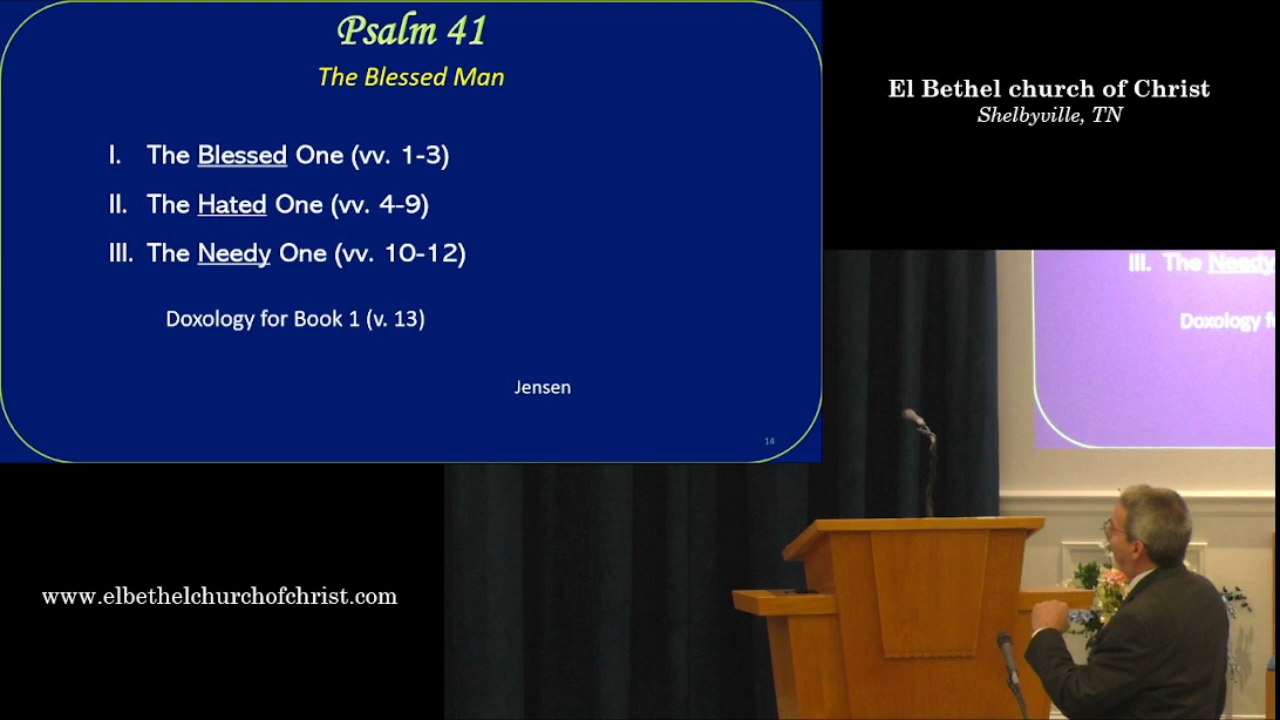 Psalm 41
The Blessed Man
I. The Blessed One (vv. 1-3)
II. The Hated One (vv. 4-9)
III. The Needy One (vv. 10-12)
Doxology for Book 1 (v. 13)
Jensen
14
El Bethel church of Christ
Shelbyville, TN
III. The Needy
Doxology f
www.elbethelchurchofchrist.com